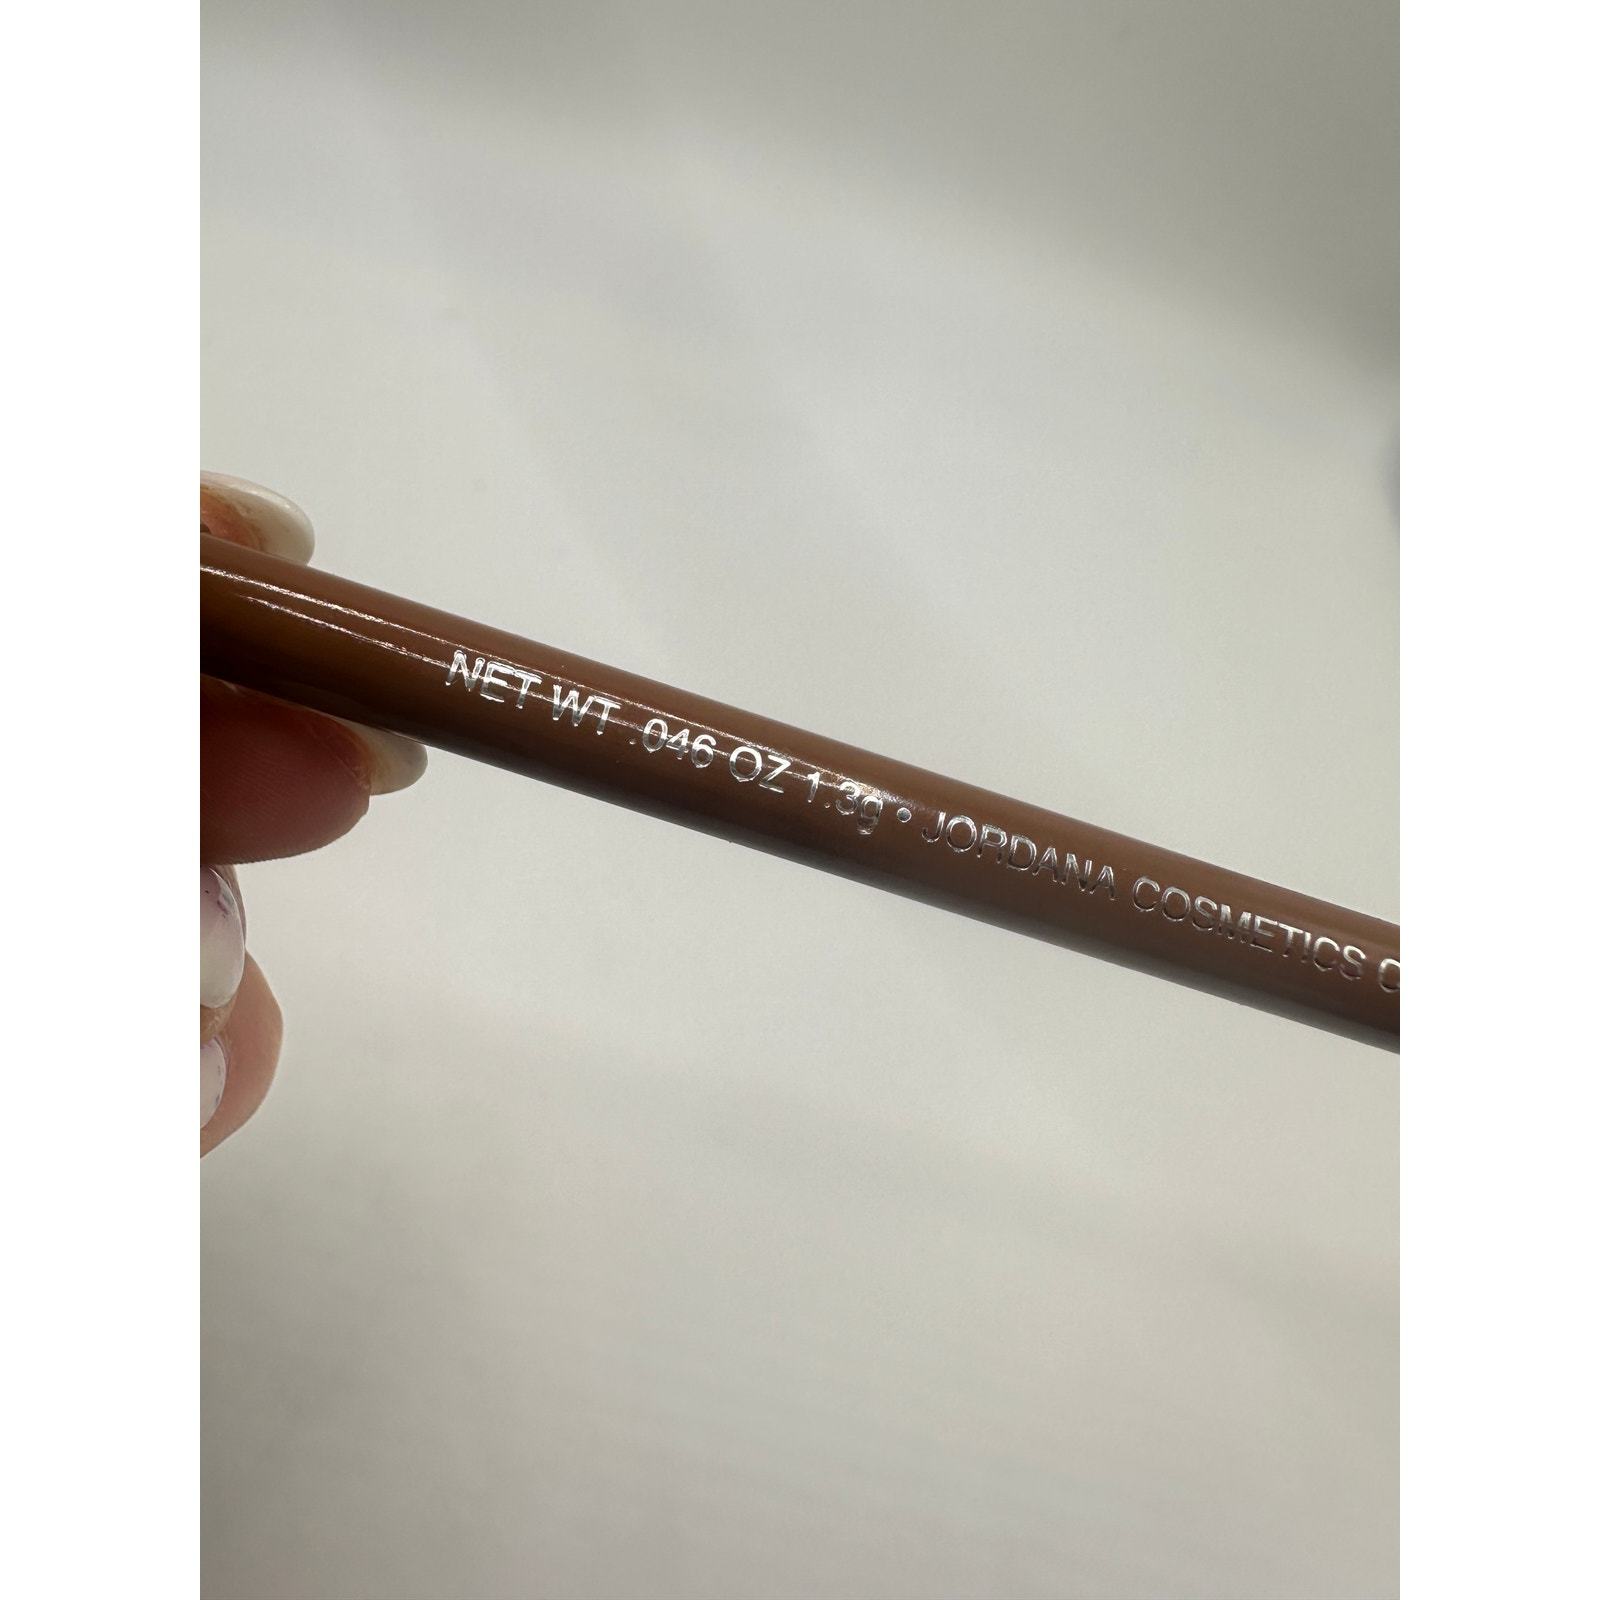 NET WT .046 OZ 1.3g • JORDANA COSMETICS C